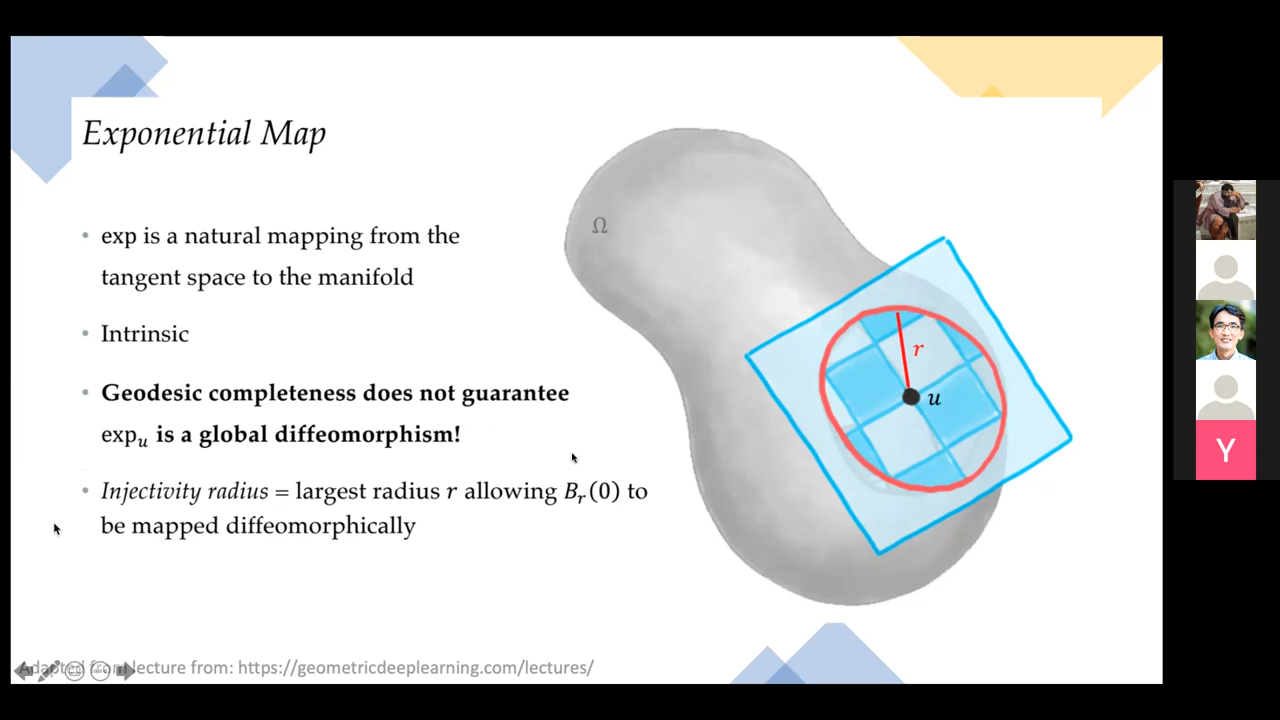 Exponential Map
• exp is a natural mapping from the
tangent space to the manifold
• Intrinsic
• Geodesic completeness does not guarantee
expᵤ is a global diffeomorphism!
• Injectivity radius = largest radius r allowing Bᵣ(0) to
be mapped diffeomorphically
Ω
r
u
Adapted from lecture from: https://geometricdeeplearning.com/lectures/
Y